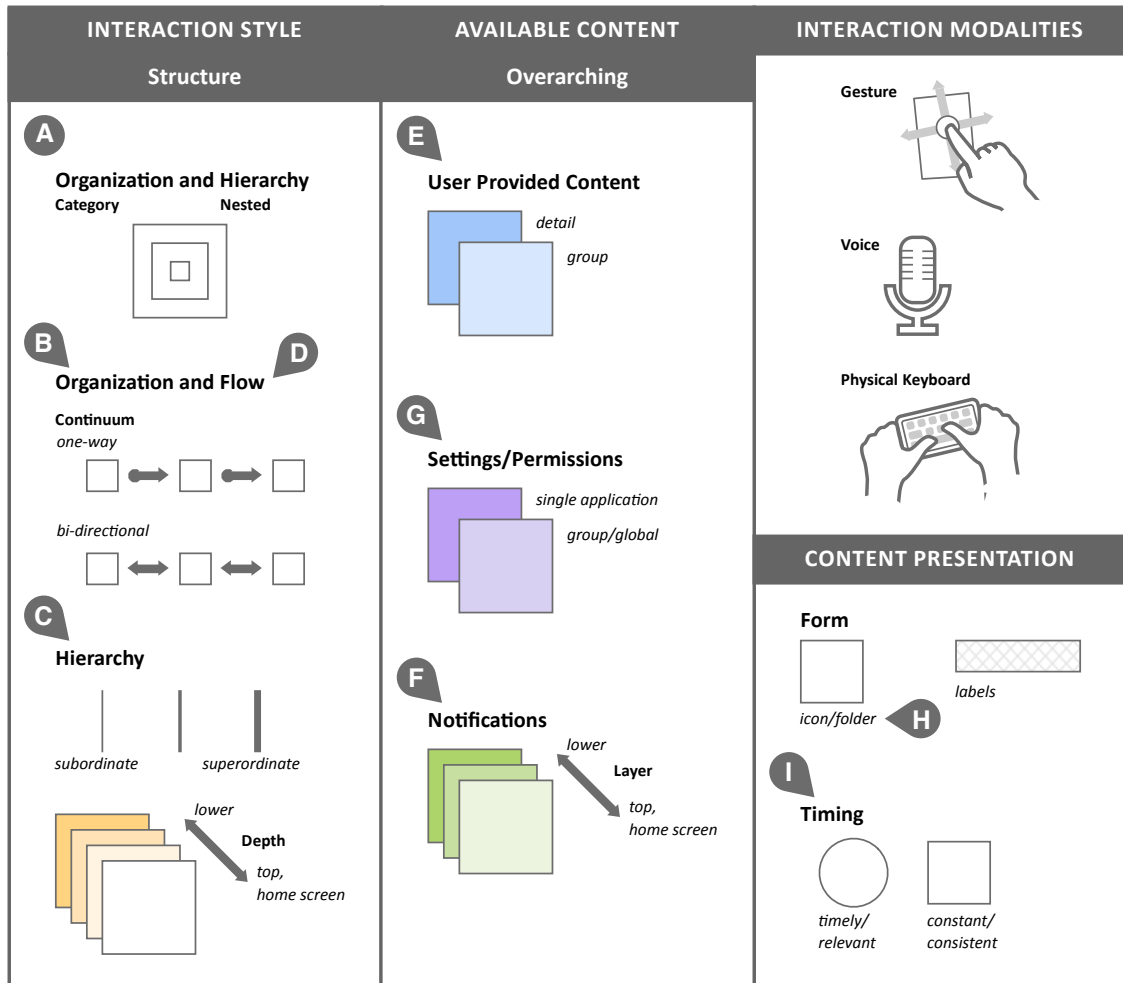 INTERACTION STYLE
Structure
A
Organization and Hierarchy
Category
Nested
B
D
Organization and Flow
Continuum
one-way
bi-directional
C
Hierarchy
subordinate
superordinate
lower
Depth
top,
home screen
AVAILABLE CONTENT
Overarching
E
User Provided Content
detail
group
G
Settings/Permissions
single application
group/global
F
Notifications
lower
Layer
top,
home screen
INTERACTION MODALITIES
Gesture
Voice
Physical Keyboard
CONTENT PRESENTATION
Form
icon/folder
H
labels
I
Timing
timely/
relevant
constant/
consistent